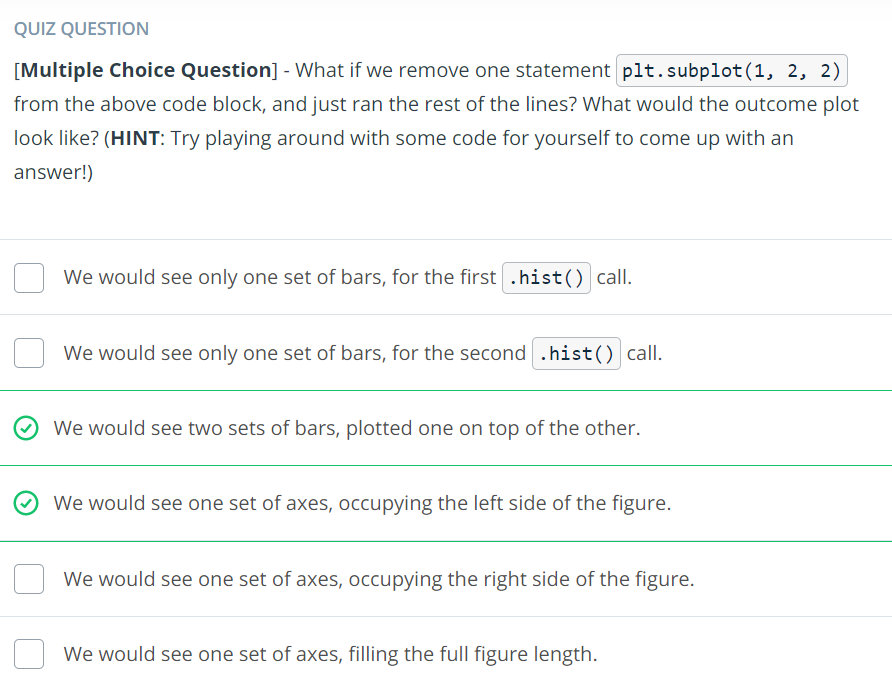 QUIZ QUESTION
[Multiple Choice Question] - What if we remove one statement plt.subplot(1, 2, 2)
from the above code block, and just ran the rest of the lines? What would the outcome plot
look like? (HINT: Try playing around with some code for yourself to come up with an
answer!)
We would see only one set of bars, for the first .hist() call.
We would see only one set of bars, for the second .hist() call.
We would see two sets of bars, plotted one on top of the other.
We would see one set of axes, occupying the left side of the figure.
We would see one set of axes, occupying the right side of the figure.
We would see one set of axes, filling the full figure length.